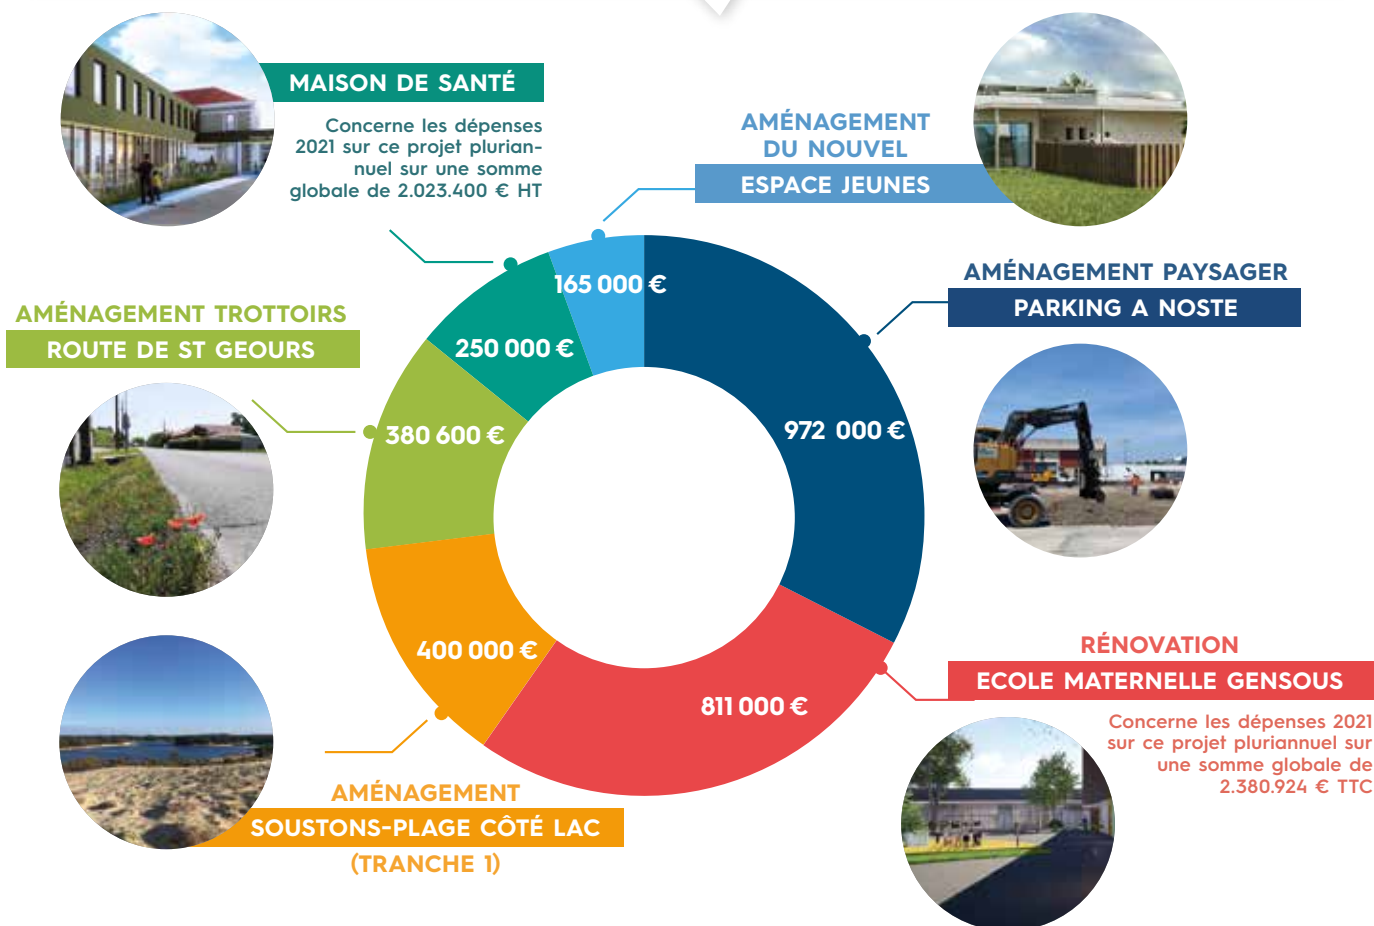 MAISON DE SANTÉ
Concerne les dépenses
2021 sur ce projet plurian-
nuel sur une somme
globale de 2.023.400 € HT
AMÉNAGEMENT
DU NOUVEL
ESPACE JEUNES
AMÉNAGEMENT PAYSAGER
PARKING A NOSTE
AMÉNAGEMENT TROTTOIRS
ROUTE DE ST GEOURS
165 000 €
250 000 €
380 600 €
972 000 €
400 000 €
811 000 €
RÉNOVATION
ECOLE MATERNELLE GENSOUS
Concerne les dépenses 2021
sur ce projet pluriannuel sur
une somme globale de
2.380.924 € TTC
AMÉNAGEMENT
SOUSTONS-PLAGE CÔTÉ LAC
(TRANCHE 1)